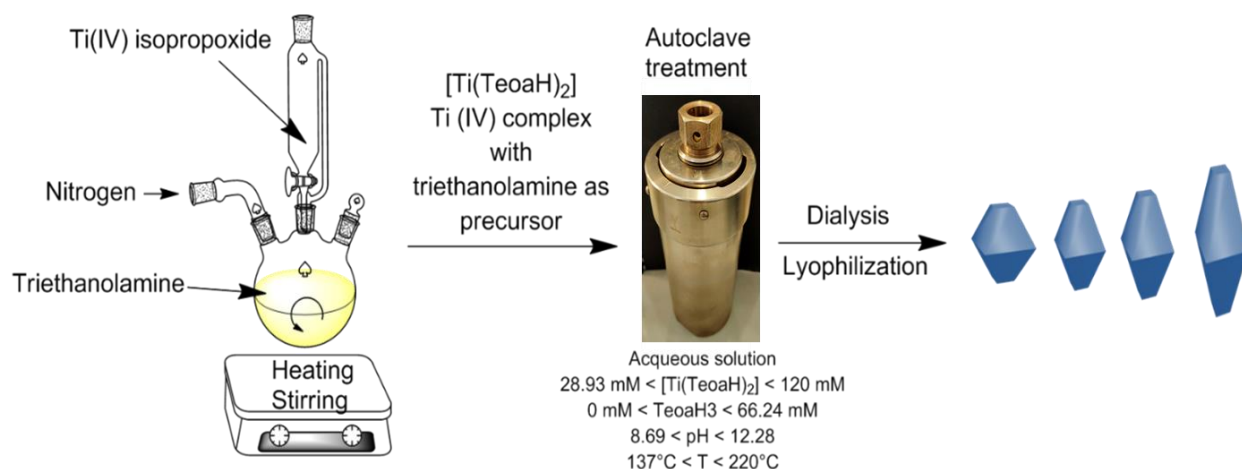 Ti(IV) isopropoxide
Nitrogen
Triethanolamine
Heating
Stirring
[Ti(TeoaH)₂]
Ti (IV) complex
with
triethanolamine as
precursor
Autoclave
treatment
Acqueous solution
28.93 mM < [Ti(TeoaH)₂] < 120 mM
0 mM < TeoaH3 < 66.24 mM
8.69 < pH < 12.28
137°C < T < 220°C
Dialysis
Lyophilization